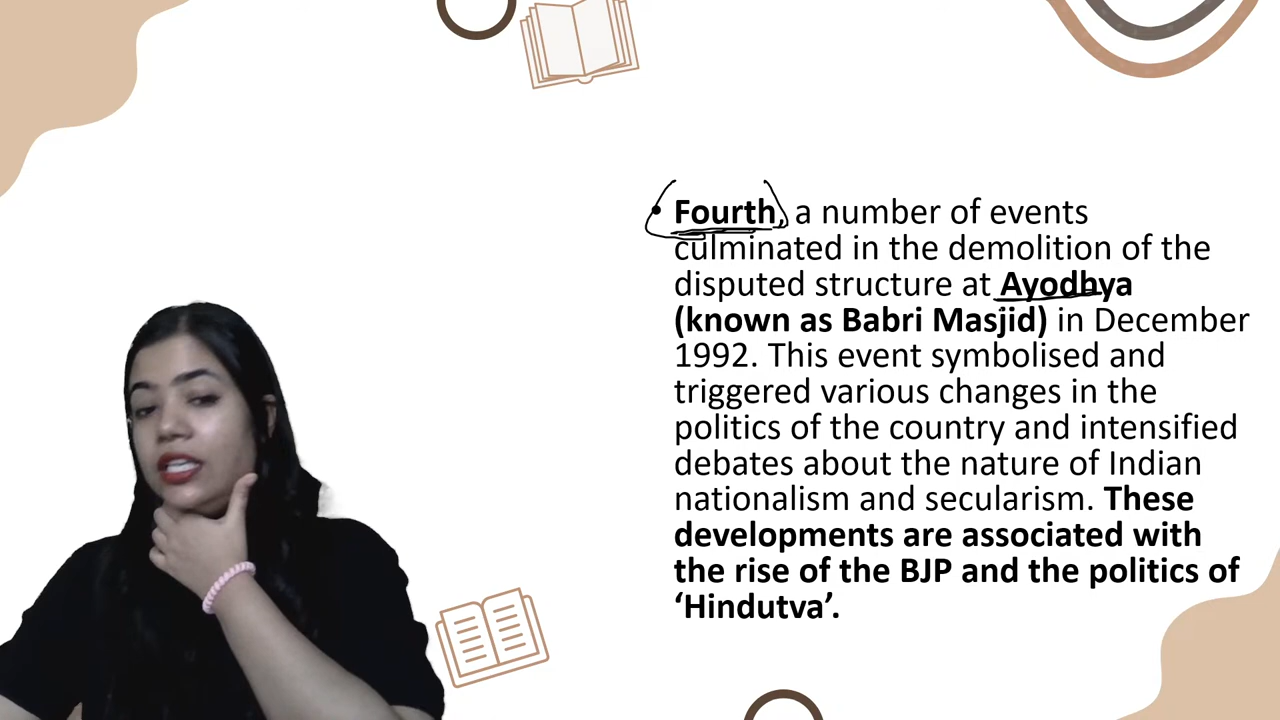 • Fourth, a number of events
culminated in the demolition of the
disputed structure at Ayodhya
(known as Babri Masjid) in December
1992. This event symbolised and
triggered various changes in the
politics of the country and intensified
debates about the nature of Indian
nationalism and secularism. These
developments are associated with
the rise of the BJP and the politics of
‘Hindutva’.